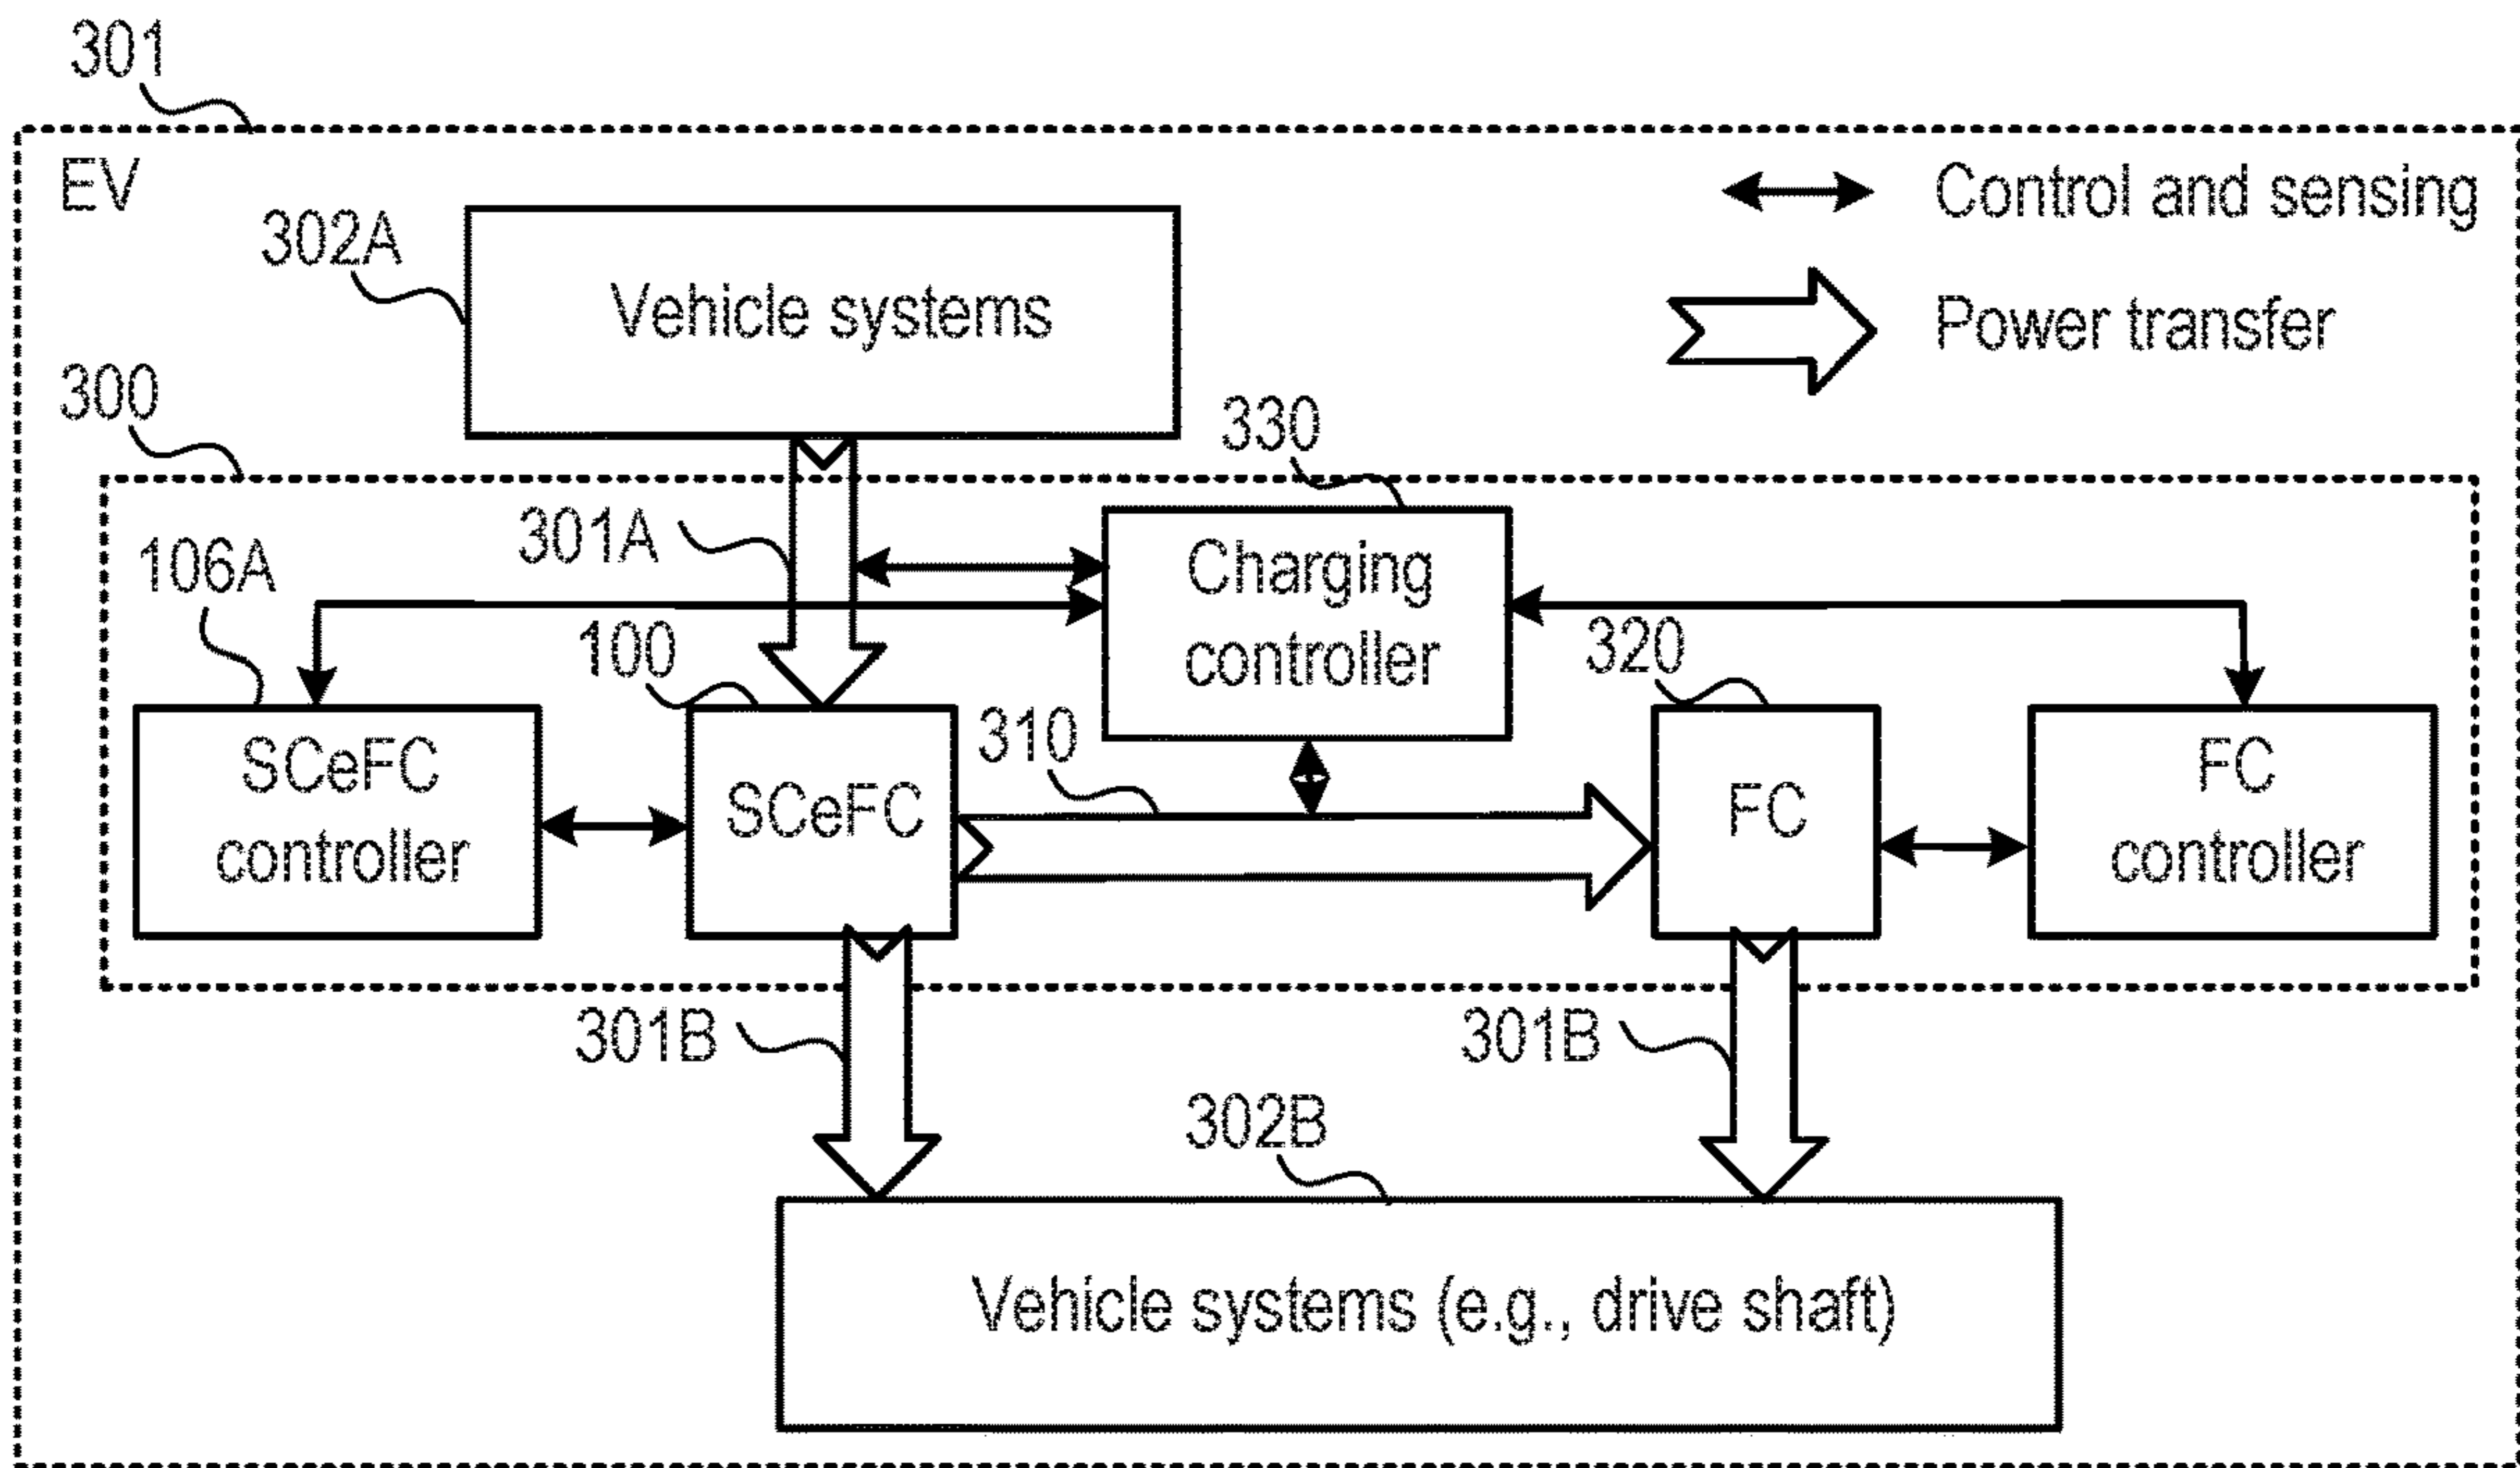 301
EV
Control and sensing
302A
Vehicle systems
Power transfer
300
330
301A
Charging
controller
106A
100
320
310
SCeFC
controller
SCeFC
FC
FC
controller
301B
301B
302B
Vehicle systems (e.g., drive shaft)